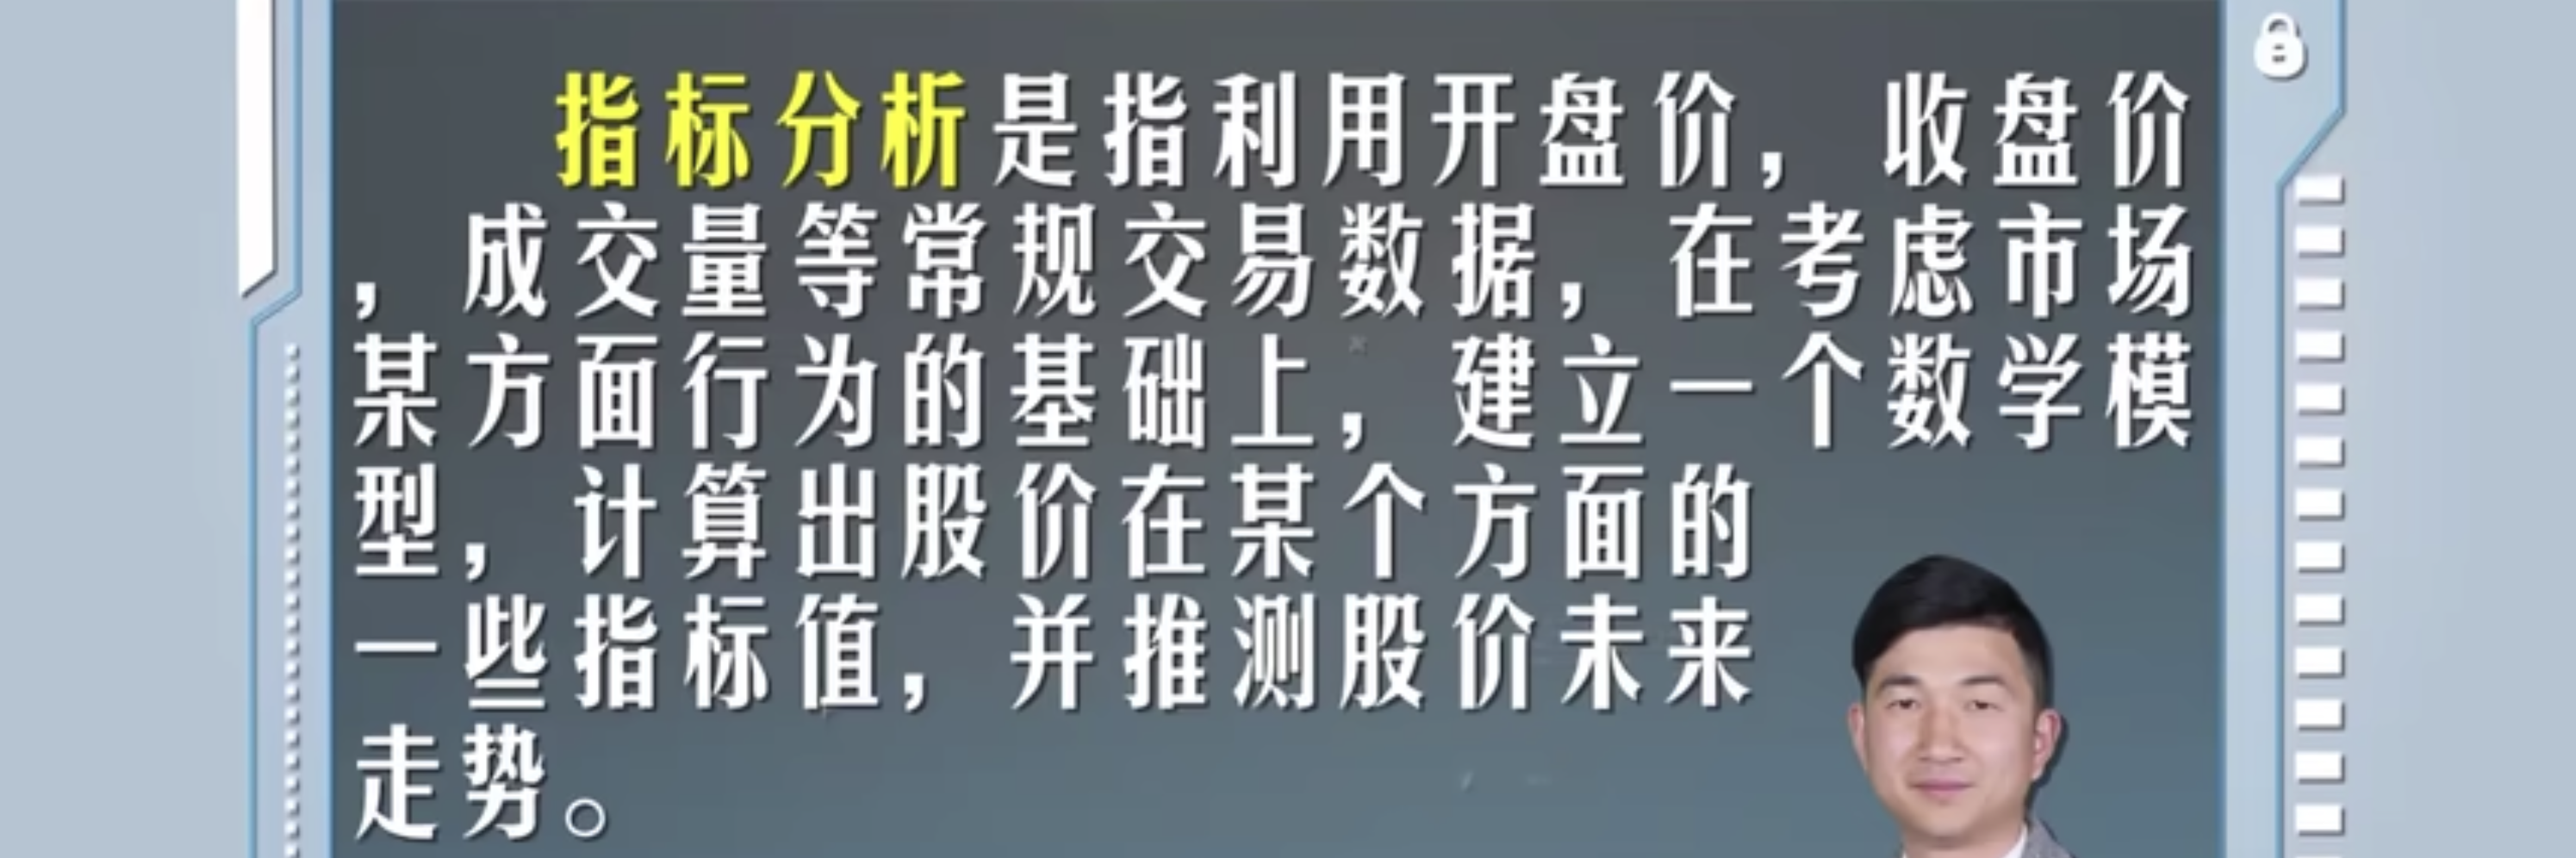 指标分析是指利用开盘价，收盘价
，成交量等常规交易数据，在考虑市场
某方面行为的基础上，建立一个数学模
型，计算出股价在某个方面的
一些指标值，并推测股价未来
走势。